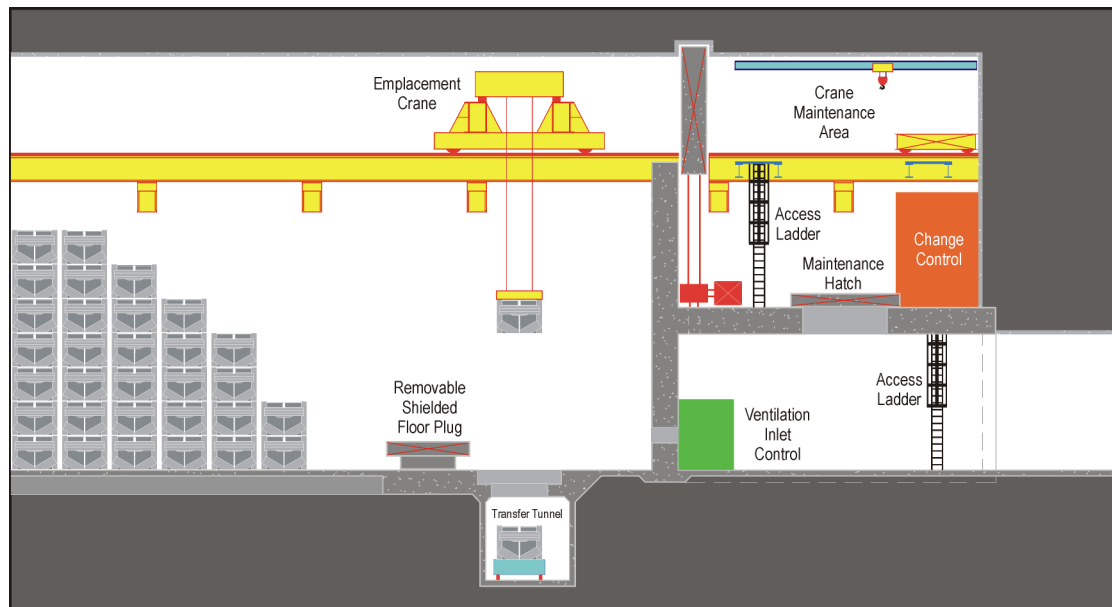 Emplacement
Crane
Crane
Maintenance
Area
Access
Ladder
Change
Control
Maintenance
Hatch
Removable
Shielded
Floor Plug
Access
Ladder
Ventilation
Inlet
Control
Transfer Tunnel